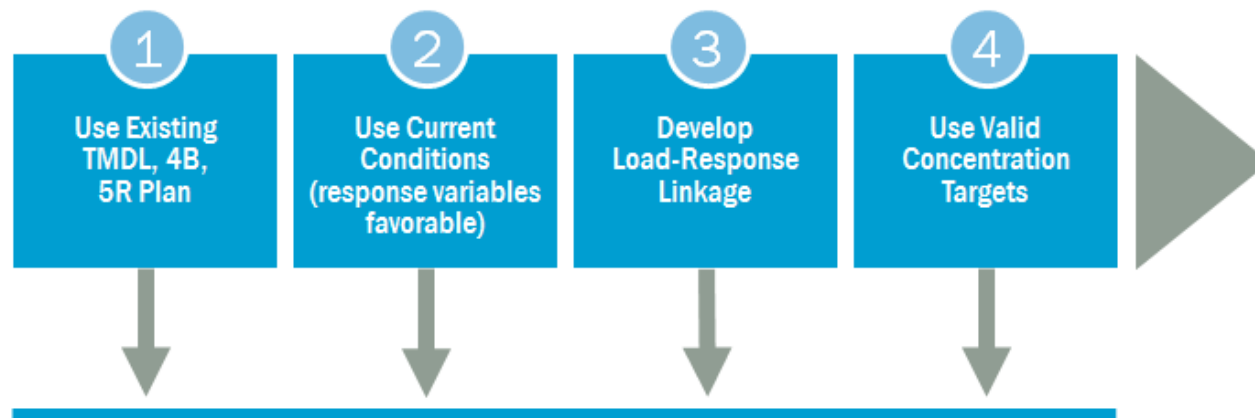 1
Use Existing
TMDL, 4B,
5R Plan
2
Use Current
Conditions
(response variables
favorable)
3
Develop
Load-Response
Linkage
4
Use Valid
Concentration
Targets